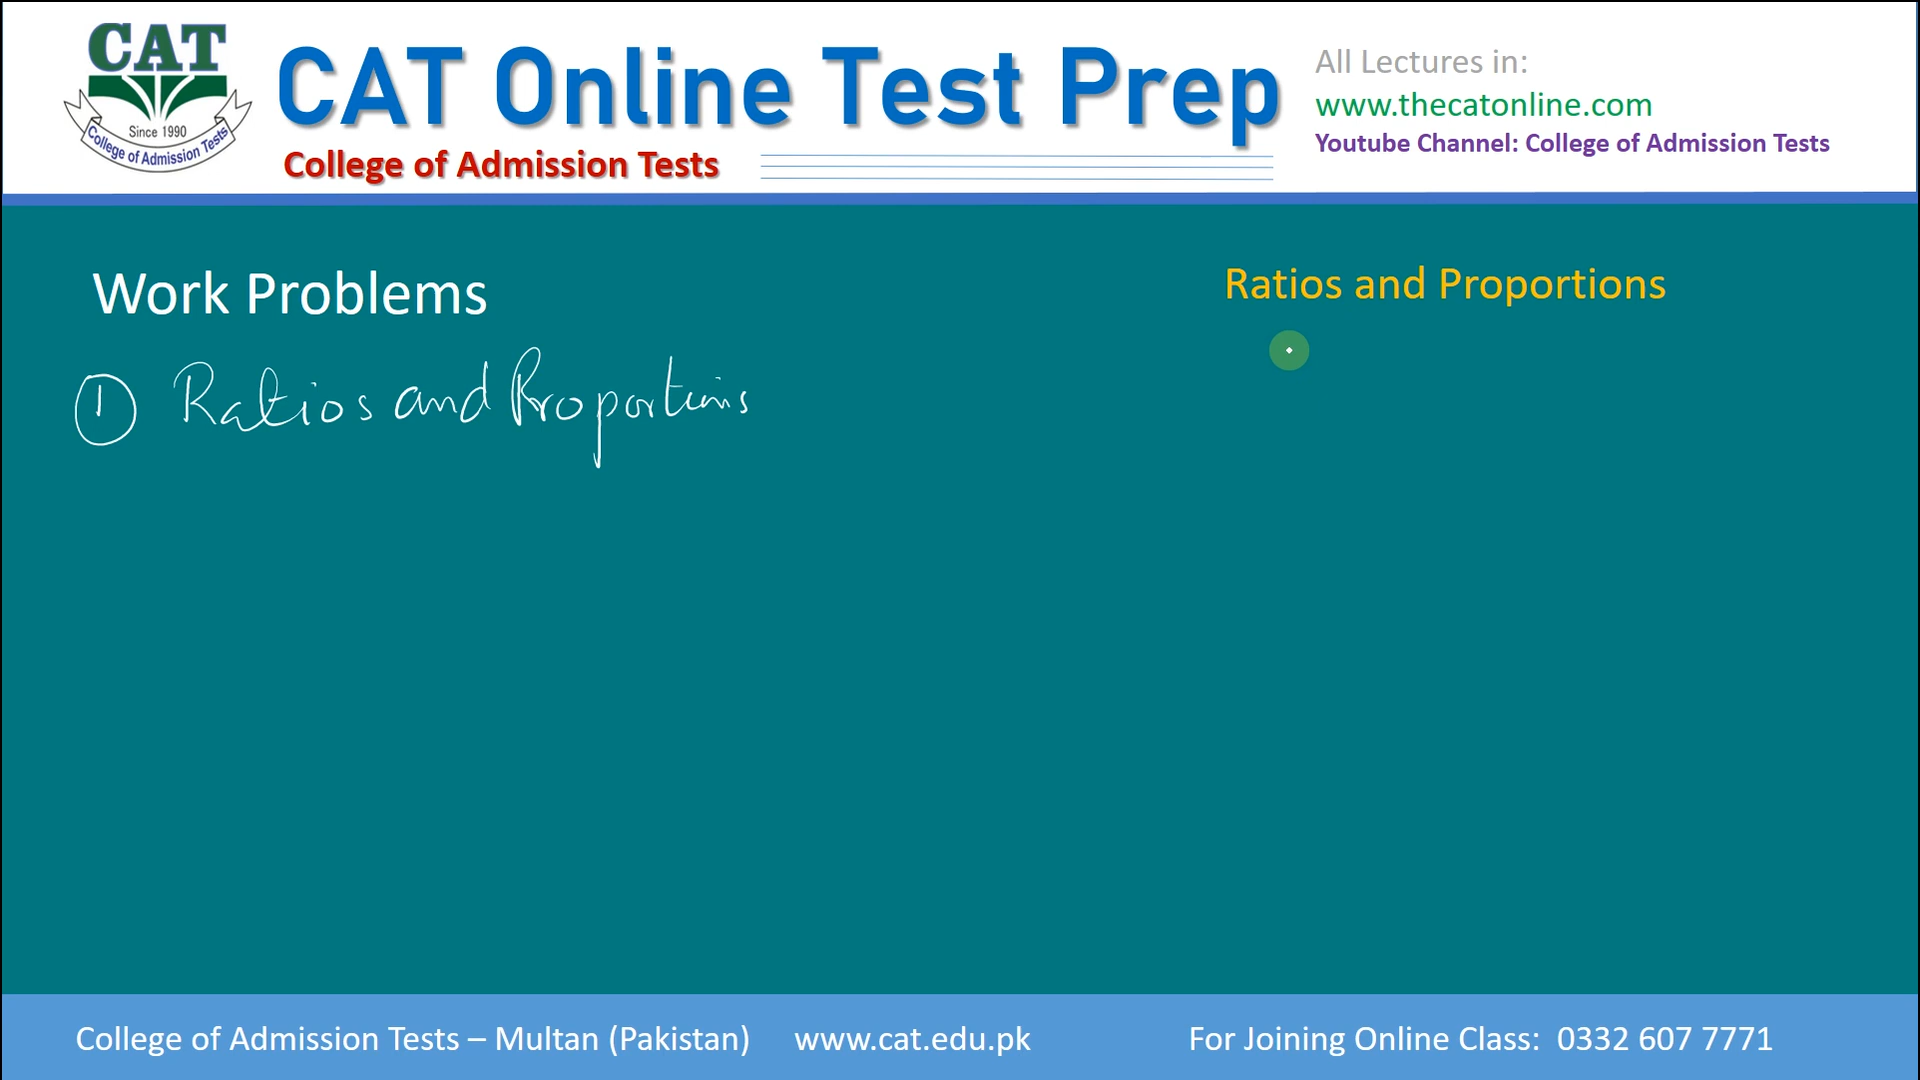 CAT
Since 1990
College of Admission Tests
CAT Online Test Prep
College of Admission Tests
All Lectures in:
www.thecatonline.com
Youtube Channel: College of Admission Tests
Work Problems
Ratios and Proportions
① Ratios and Proportions
College of Admission Tests – Multan (Pakistan) www.cat.edu.pk For Joining Online Class: 0332 607 7771